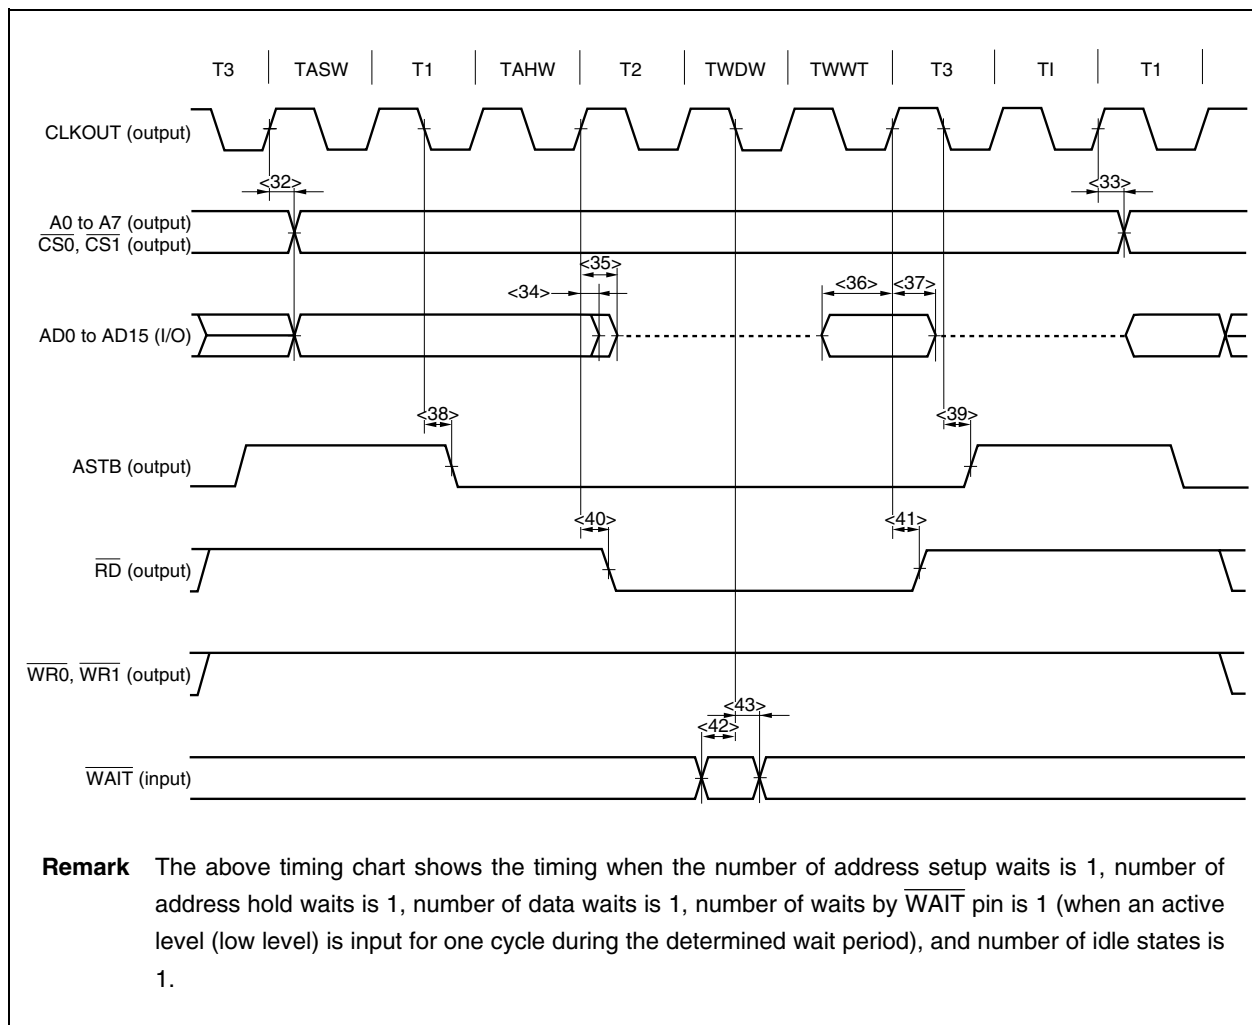 T3 TASW T1 TAHW T2 TWDW TWWT T3 TI T1
CLKOUT (output)
<32> <33>
A0 to A7 (output)
CS0, CS1 (output)
<35>
<34> <36> <37>
AD0 to AD15 (I/O)
<38> <39>
ASTB (output)
<40> <41>
RD (output)
WR0, WR1 (output)
<43>
<42>
WAIT (input)
Remark The above timing chart shows the timing when the number of address setup waits is 1, number of
address hold waits is 1, number of data waits is 1, number of waits by WAIT pin is 1 (when an active
level (low level) is input for one cycle during the determined wait period), and number of idle states is
1.